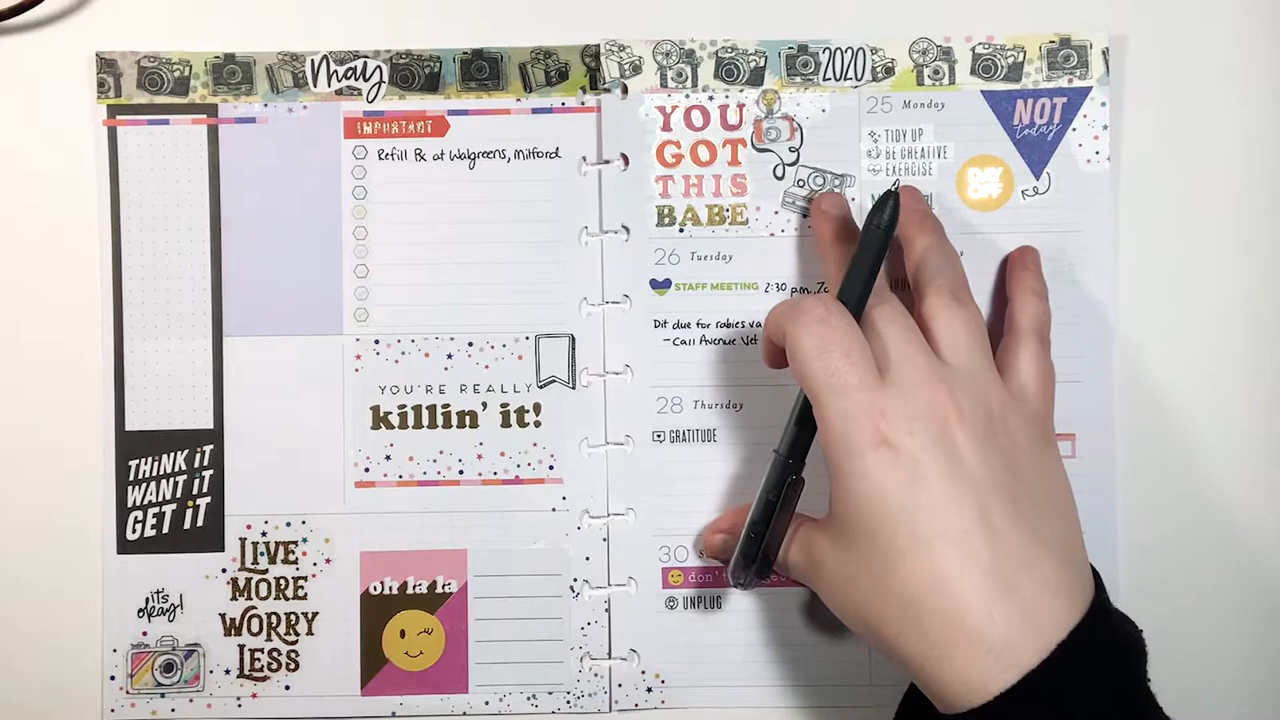 may
2020
IMPORTANT
Refill Rx at Walgreens, Milford
YOU'RE REALLY
killin' it!
THINK IT
WANT IT
GET IT
it's
okay!
LIVE
MORE
WORRY
LESS
oh la la
YOU
GOT
THIS
BABE
25 Monday
TIDY UP
BE CREATIVE
EXERCISE
DAY
OFF
NOT
today
26 Tuesday
STAFF MEETING 2:30 p.m.,
Dit due for rabies
- Call Avenue Vet
28 Thursday
GRATITUDE
30
don't
UNPLUG